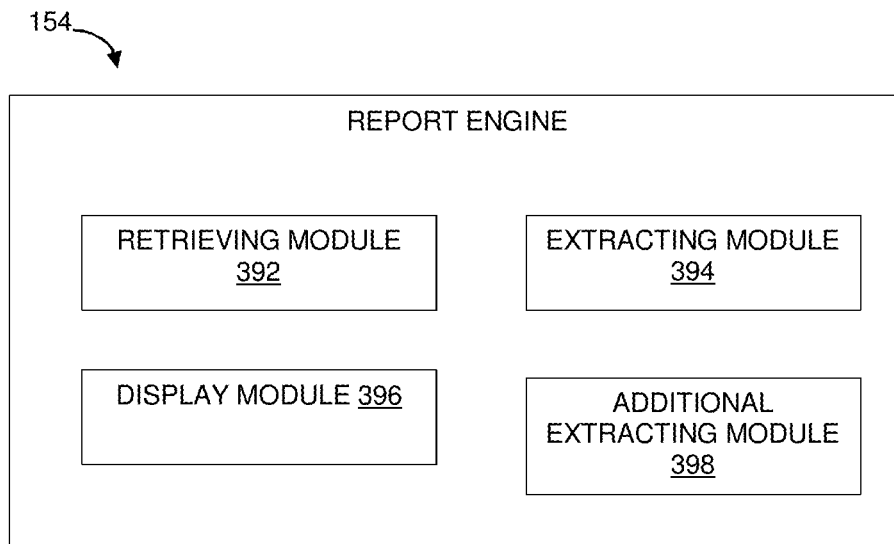 154
REPORT ENGINE
RETRIEVING MODULE
392
EXTRACTING MODULE
394
DISPLAY MODULE 396
ADDITIONAL
EXTRACTING MODULE
398